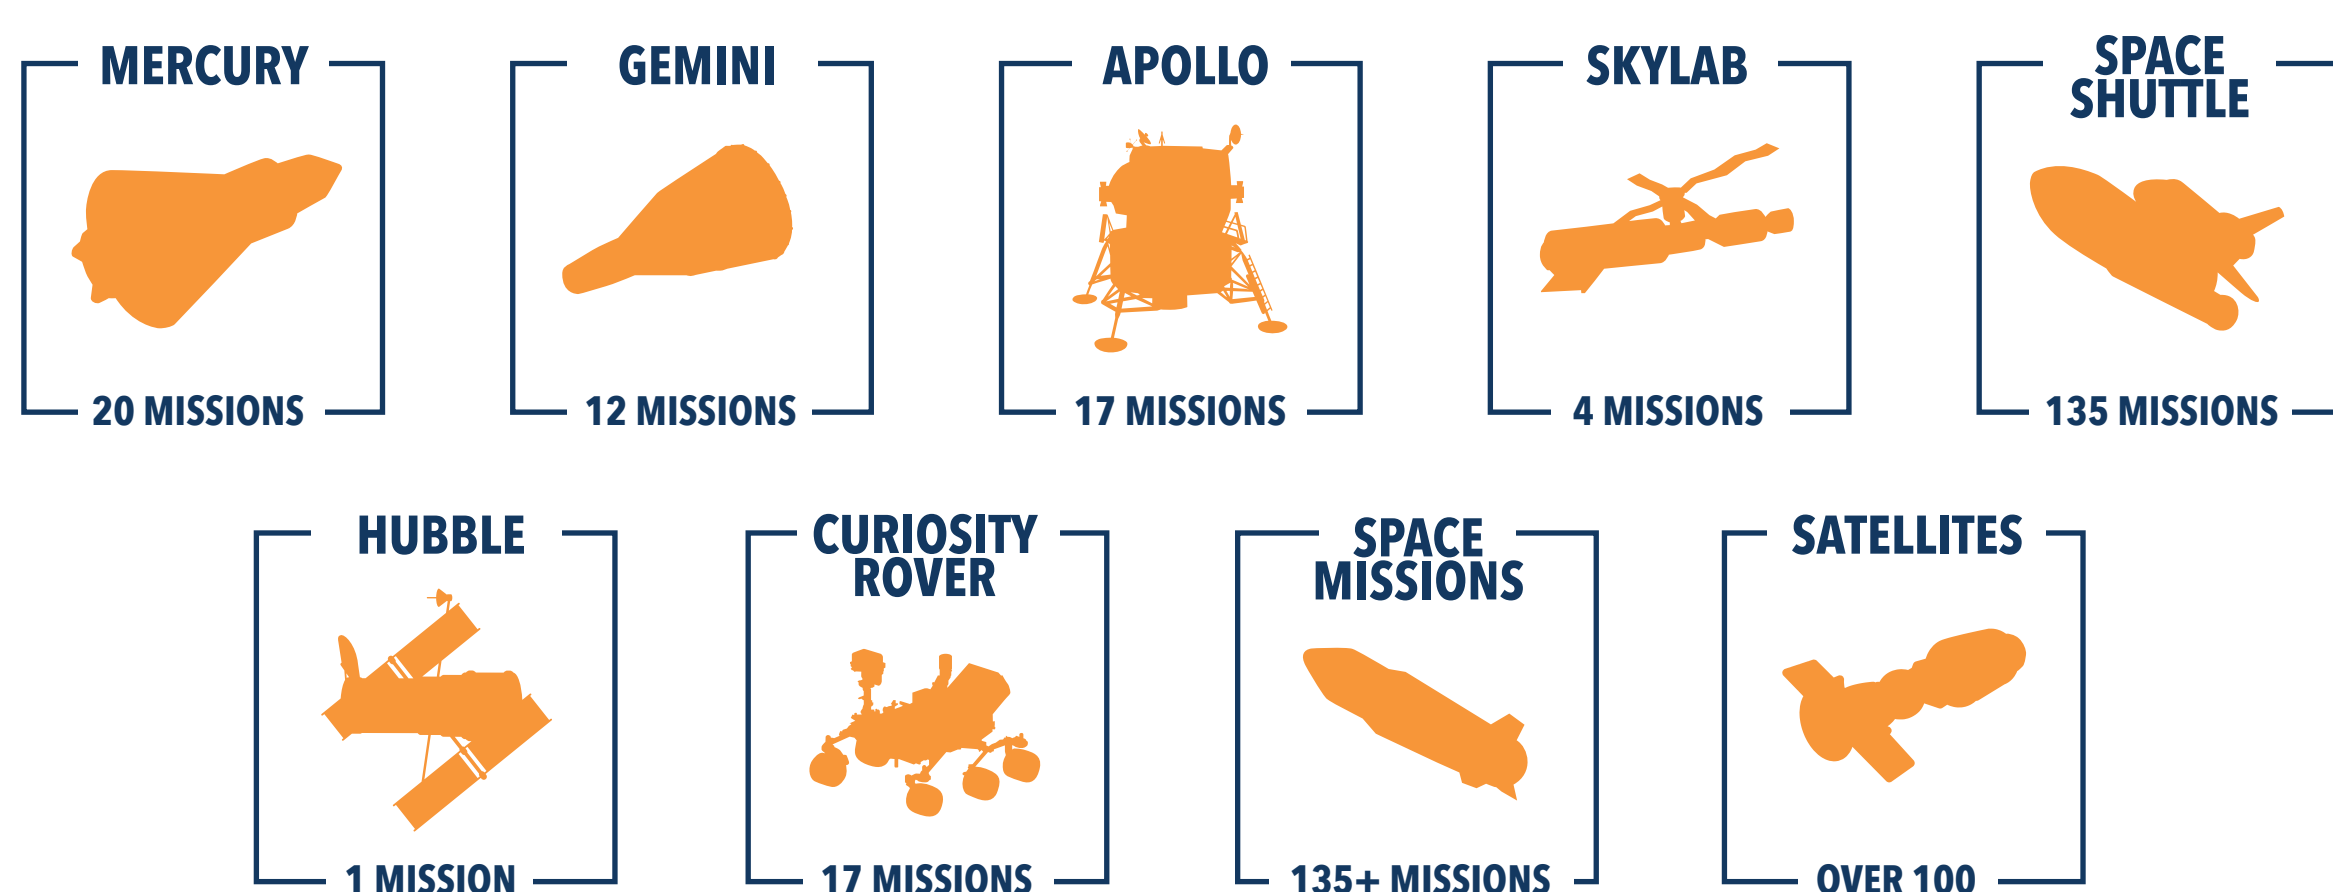 MERCURY
20 MISSIONS
GEMINI
12 MISSIONS
APOLLO
17 MISSIONS
SKYLAB
4 MISSIONS
SPACE
SHUTTLE
135 MISSIONS
HUBBLE
1 MISSION
CURIOSITY
ROVER
17 MISSIONS
SPACE
MISSIONS
135+ MISSIONS
SATELLITES
OVER 100